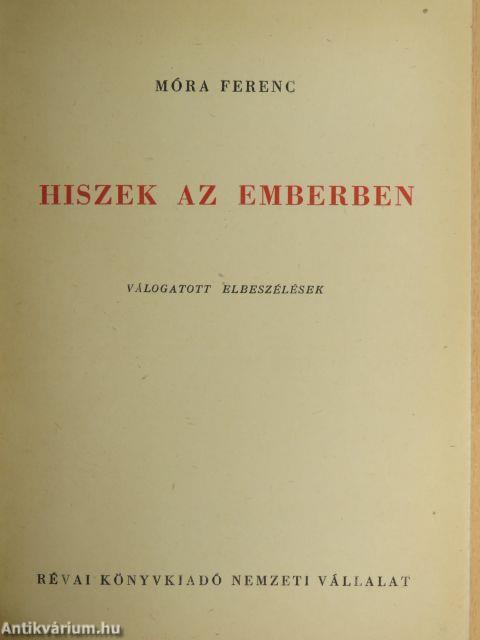 MÓRA FERENC
HISZEK AZ EMBERBEN
VÁLOGATOTT ELBESZÉLÉSEK
RÉVAI KÖNYVKIADÓ NEMZETI VÁLLALAT
Antikvárium.hu